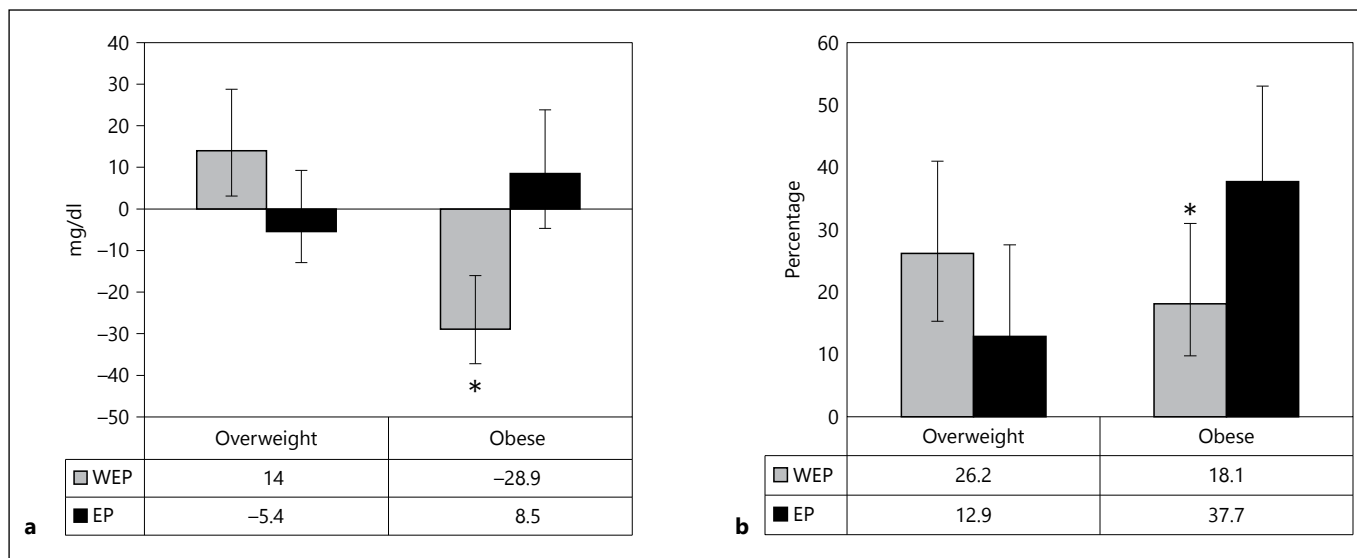 40
30
20
10
0
–10
–20
–30
–40
–50
mg/dl
*
Overweight Obese
WEP 14 –28.9
EP –5.4 8.5
a
60
50
40
30
20
10
0
Percentage
*
Overweight Obese
WEP 26.2 18.1
EP 12.9 37.7
b